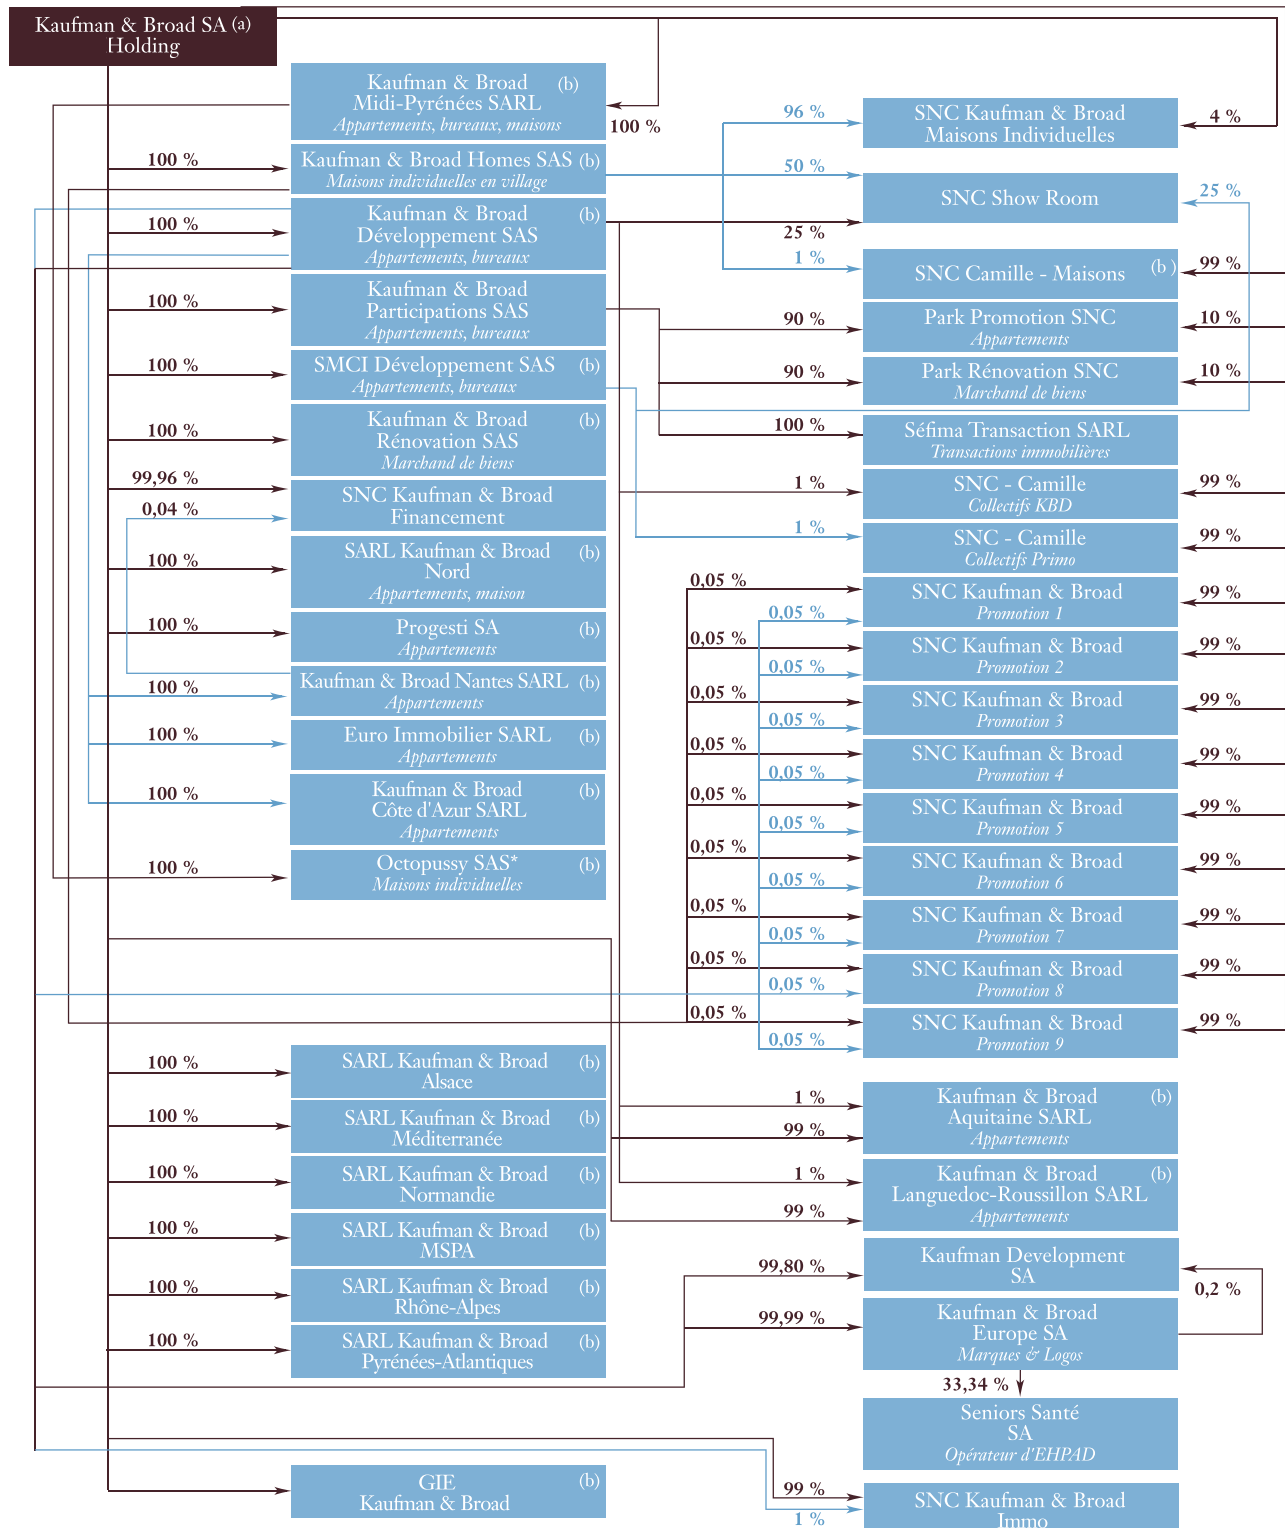 Kaufman & Broad SA (a)
Holding
Kaufman & Broad (b)
Midi-Pyrénées SARL
Appartements, bureaux, maisons
100 %
100 %
Kaufman & Broad Homes SAS (b)
Maisons individuelles en village
100 %
Kaufman & Broad (b)
Développement SAS
Appartements, bureaux
100 %
Kaufman & Broad
Participations SAS
Appartements, bureaux
100 %
SMCI Développement SAS (b)
Appartements, bureaux
100 %
Kaufman & Broad (b)
Rénovation SAS
Marchand de biens
99,96 %
0,04 %
SNC Kaufman & Broad
Financement
100 %
SARL Kaufman & Broad (b)
Nord
Appartements, maison
100 %
Progesti SA (b)
Appartements
100 %
Kaufman & Broad Nantes SARL (b)
Appartements
100 %
Euro Immobilier SARL (b)
Appartements
100 %
Kaufman & Broad (b)
Côte d'Azur SARL
Appartements
100 %
Octopussy SAS* (b)
Maisons individuelles
100 %
SARL Kaufman & Broad (b)
Alsace
100 %
SARL Kaufman & Broad (b)
Méditerranée
100 %
SARL Kaufman & Broad (b)
Normandie
100 %
SARL Kaufman & Broad (b)
MSPA
100 %
SARL Kaufman & Broad (b)
Rhône-Alpes
100 %
SARL Kaufman & Broad (b)
Pyrénées-Atlantiques
GIE (b)
Kaufman & Broad
96 %
SNC Kaufman & Broad
Maisons Individuelles
4 %
50 %
SNC Show Room
25 %
25 %
1 %
SNC Camille - Maisons (b )
99 %
90 %
Park Promotion SNC
Appartements
10 %
90 %
Park Rénovation SNC
Marchand de biens
10 %
100 %
Séfima Transaction SARL
Transactions immobilières
1 %
SNC - Camille
Collectifs KBD
99 %
1 %
SNC - Camille
Collectifs Primo
99 %
0,05 %
0,05 %
SNC Kaufman & Broad
Promotion 1
99 %
0,05 %
0,05 %
SNC Kaufman & Broad
Promotion 2
99 %
0,05 %
0,05 %
SNC Kaufman & Broad
Promotion 3
99 %
0,05 %
0,05 %
SNC Kaufman & Broad
Promotion 4
99 %
0,05 %
0,05 %
SNC Kaufman & Broad
Promotion 5
99 %
0,05 %
0,05 %
SNC Kaufman & Broad
Promotion 6
99 %
0,05 %
0,05 %
SNC Kaufman & Broad
Promotion 7
99 %
0,05 %
0,05 %
SNC Kaufman & Broad
Promotion 8
99 %
0,05 %
0,05 %
SNC Kaufman & Broad
Promotion 9
99 %
1 %
99 %
Kaufman & Broad (b)
Aquitaine SARL
Appartements
1 %
99 %
Kaufman & Broad (b)
Languedoc-Roussillon SARL
Appartements
99,80 %
Kaufman Development
SA
0,2 %
99,99 %
Kaufman & Broad
Europe SA
Marques & Logos
33,34 %
Seniors Santé
SA
Opérateur d'EHPAD
99 %
1 %
SNC Kaufman & Broad
Immo